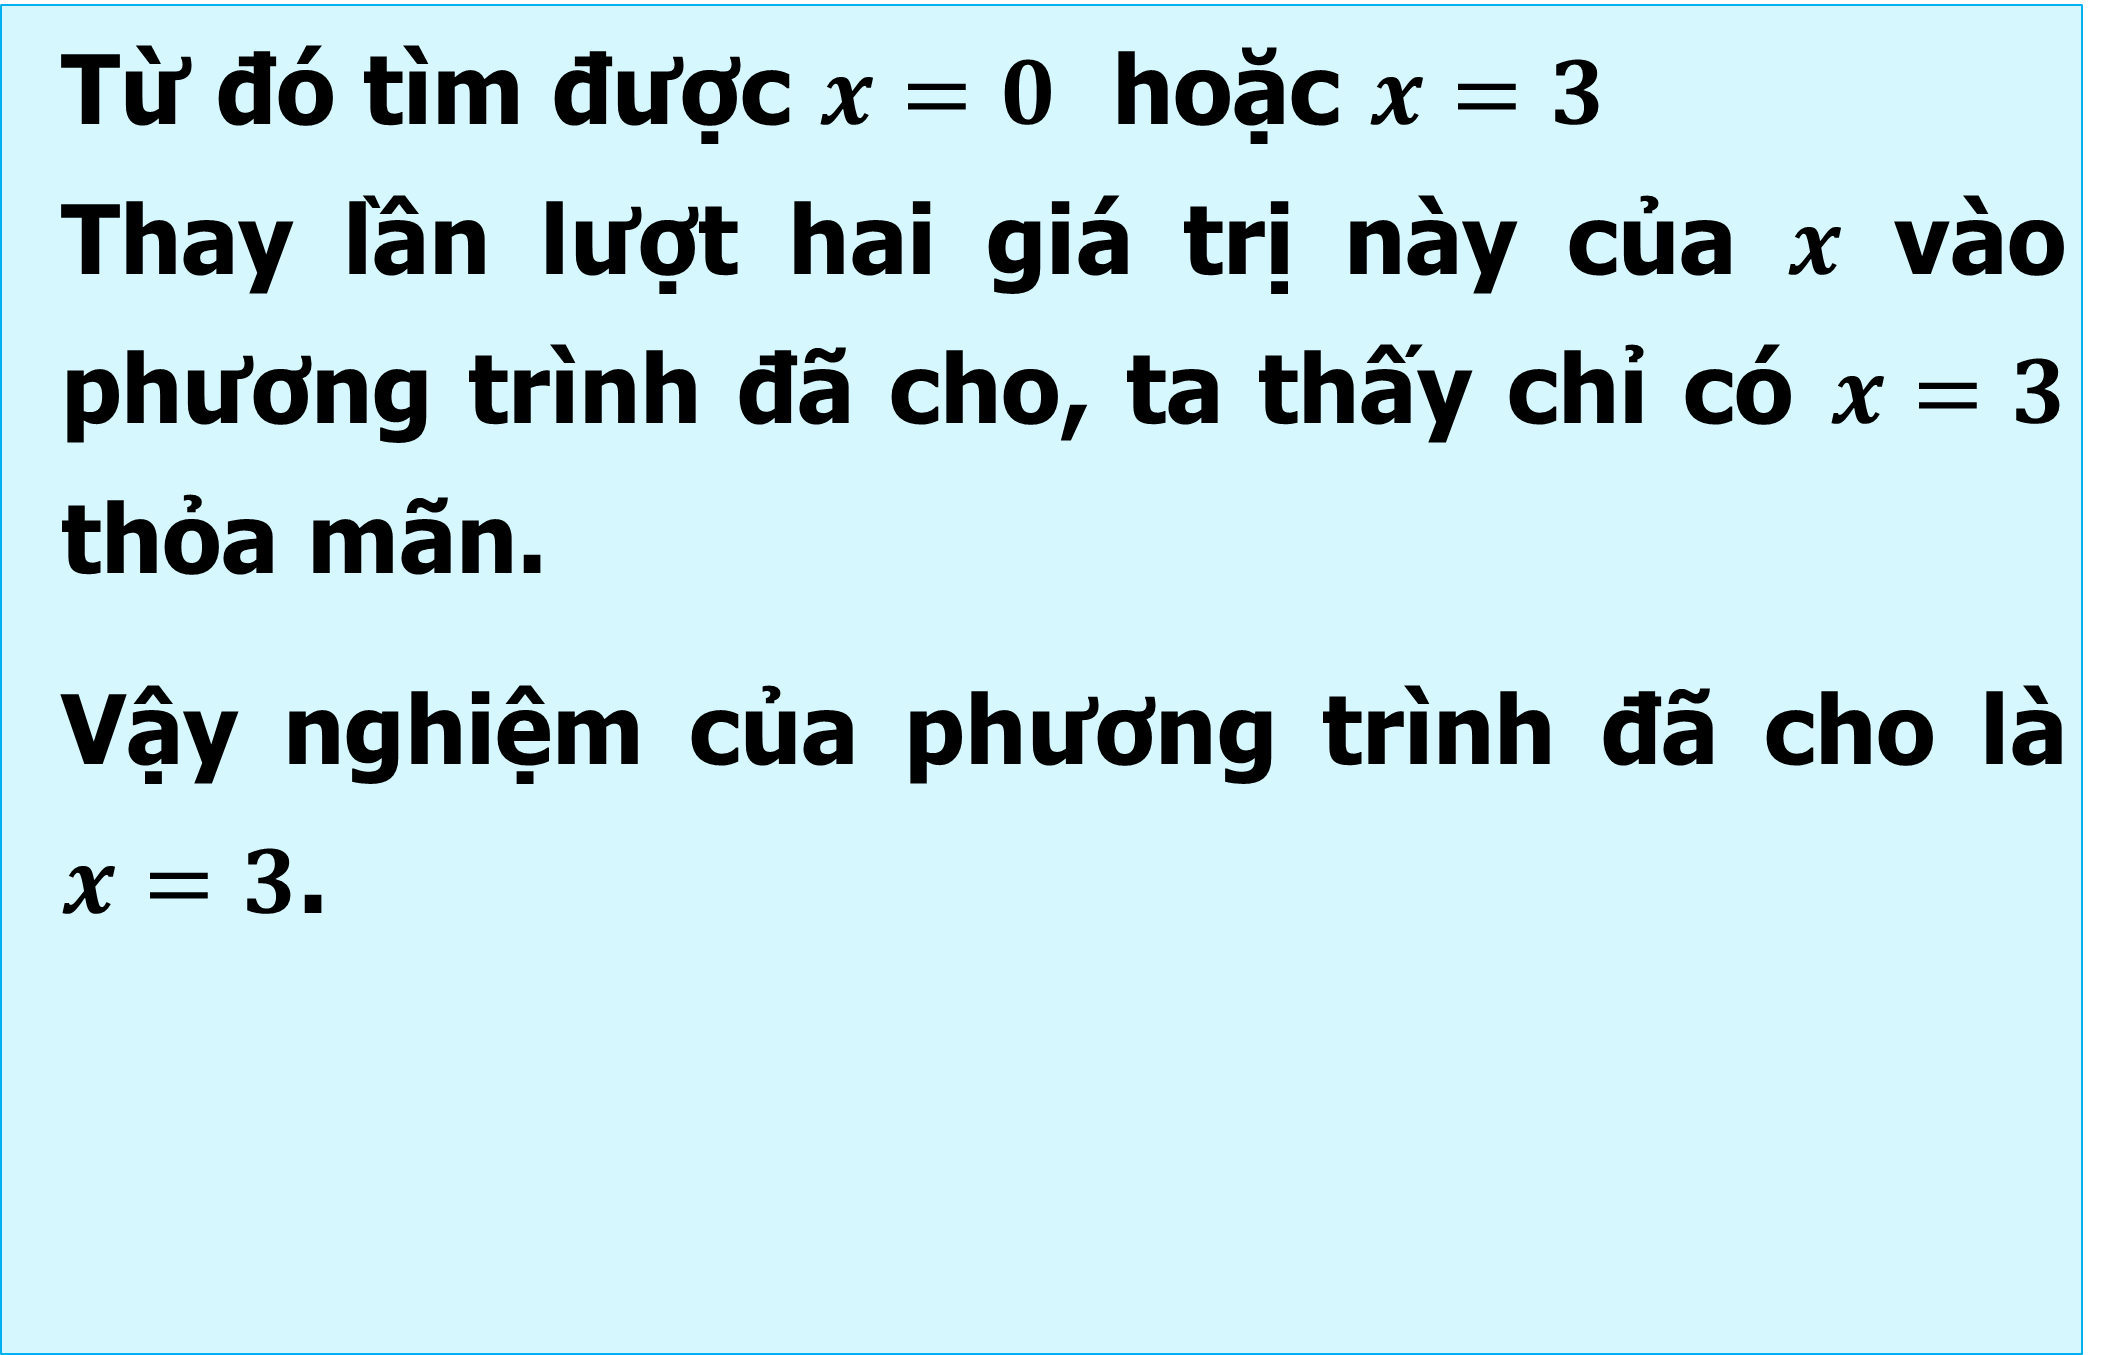 Từ đó tìm được x = 0 hoặc x = 3
Thay lần lượt hai giá trị này của x vào
phương trình đã cho, ta thấy chỉ có x = 3
thỏa mãn.
Vậy nghiệm của phương trình đã cho là
x = 3.